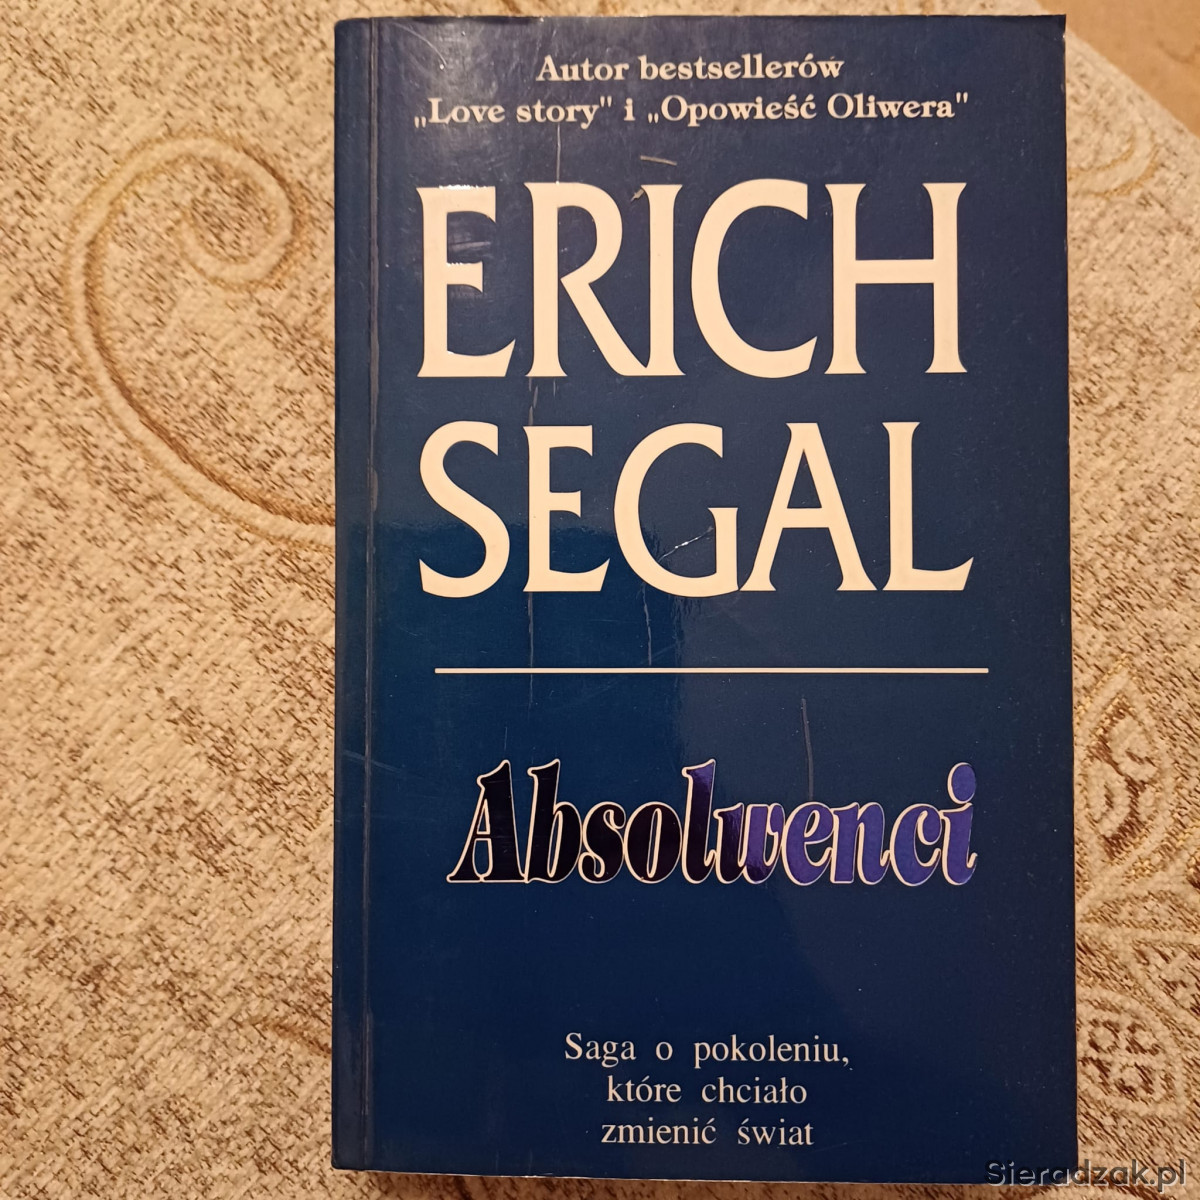 Autor bestsellerów
„Love story" i „Opowieść Oliwera"
ERICH
SEGAL
Absolwenci
Saga o pokoleniu,
które chciało
zmienić świat
Sieradzak.pl